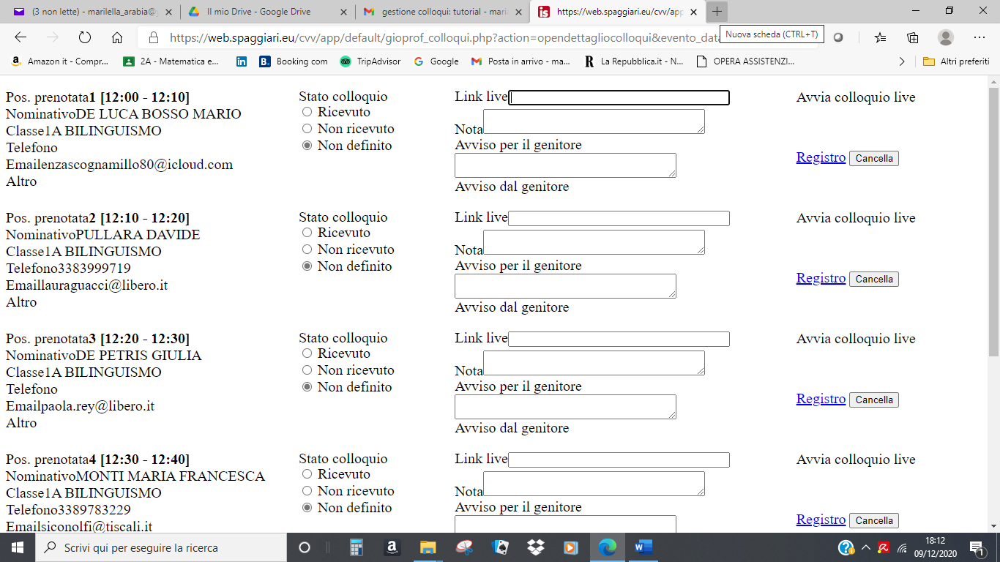 (3 non lette) - marilella_arabia@y
Il mio Drive - Google Drive
gestione colloqui: tutorial - maria
https://web.spaggiari.eu/cvv/app
https://web.spaggiari.eu/cvv/app/default/gioprof_colloqui.php?action=opendettagliocolloqui&evento_data
Nuova scheda (CTRL+T)
Amazon it - Compr...
2A - Matematica e...
Booking com
TripAdvisor
Google
Posta in arrivo - ma...
La Repubblica.it - N...
OPERA ASSISTENZI...
Altri preferiti
Pos. prenotata1 [12:00 - 12:10]
NominativoDE LUCA BOSSO MARIO
Classe1A BILINGUISMO
Telefono
Emailenzascognamillo80@icloud.com
Altro
Stato colloquio
Ricevuto
Non ricevuto
Non definito
Link live
Nota
Avviso per il genitore
Avviso dal genitore
Avvia colloquio live
Registro Cancella
Pos. prenotata2 [12:10 - 12:20]
NominativoPULLARA DAVIDE
Classe1A BILINGUISMO
Telefono3383999719
Emaillauraguacci@libero.it
Altro
Stato colloquio
Ricevuto
Non ricevuto
Non definito
Link live
Nota
Avviso per il genitore
Avviso dal genitore
Avvia colloquio live
Registro Cancella
Pos. prenotata3 [12:20 - 12:30]
NominativoDE PETRIS GIULIA
Classe1A BILINGUISMO
Telefono
Emailpaola.rey@libero.it
Altro
Stato colloquio
Ricevuto
Non ricevuto
Non definito
Link live
Nota
Avviso per il genitore
Avviso dal genitore
Avvia colloquio live
Registro Cancella
Pos. prenotata4 [12:30 - 12:40]
NominativoMONTI MARIA FRANCESCA
Classe1A BILINGUISMO
Telefono3389783229
Emailsiconolfi@tiscali.it
Stato colloquio
Ricevuto
Non ricevuto
Non definito
Link live
Nota
Avviso per il genitore
Avvia colloquio live
Registro Cancella
Scrivi qui per eseguire la ricerca
18:12
09/12/2020
1